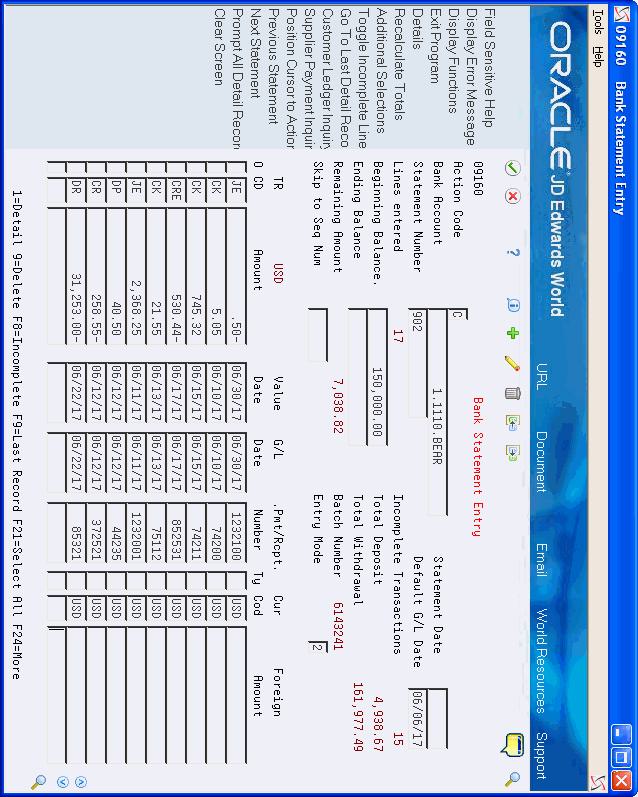 09160    Bank Statement Entry
Tools  Help
ORACLE® JD Edwards World
URL  Document  Email  World Resources  Support
Field Sensitive Help
Display Error Message
Display Functions
Exit Program
Details
Recalculate Totals
Additional Selections
Toggle Incomplete Line
Go To Last Detail Reco
Customer Ledger Inquiry
Supplier Payment Inquir
Position Cursor to Action
Previous Statement
Next Statement
Prompt All Detail Record
Clear Screen
09160  Bank Statement Entry
Action Code  C
Bank Account  1.1110.BEAR  Statement Date
Statement Number  902  Default G/L Date  06/06/17
Lines entered  17  Incomplete Transactions  15
Beginning Balance.  150,000.00  Total Deposit  4,938.67
Ending Balance  Total Withdrawal  161,977.49
Remaining Amount  7,038.82  Batch Number  6143241
Skip to Seq Num  Entry Mode  2
TR  USD  Value  G/L  .Pmt/Rcpt.  Cur  Foreign
O  CD  Amount  Date  Date  Number  Ty  Cod  Amount
JE  .60-  06/30/17  06/30/17  1232100  USD
CK  5.05  06/10/17  06/10/17  74200  USD
CK  745.32  06/15/17  06/15/17  74211  USD
CRE  530.44-  06/17/17  06/17/17  852531  USD
CK  21.55  06/13/17  06/13/17  75112  USD
JE  2,368.25  06/11/17  06/11/17  1232001  USD
DP  40.50  06/12/17  06/12/17  44235  USD
CR  258.55-  06/12/17  06/12/17  372521  USD
DR  31,253.00-  06/22/17  06/22/17  85321  USD
1=Detail 9=Delete F8=Incomplete F9=Last Record F21=Select All F24=More